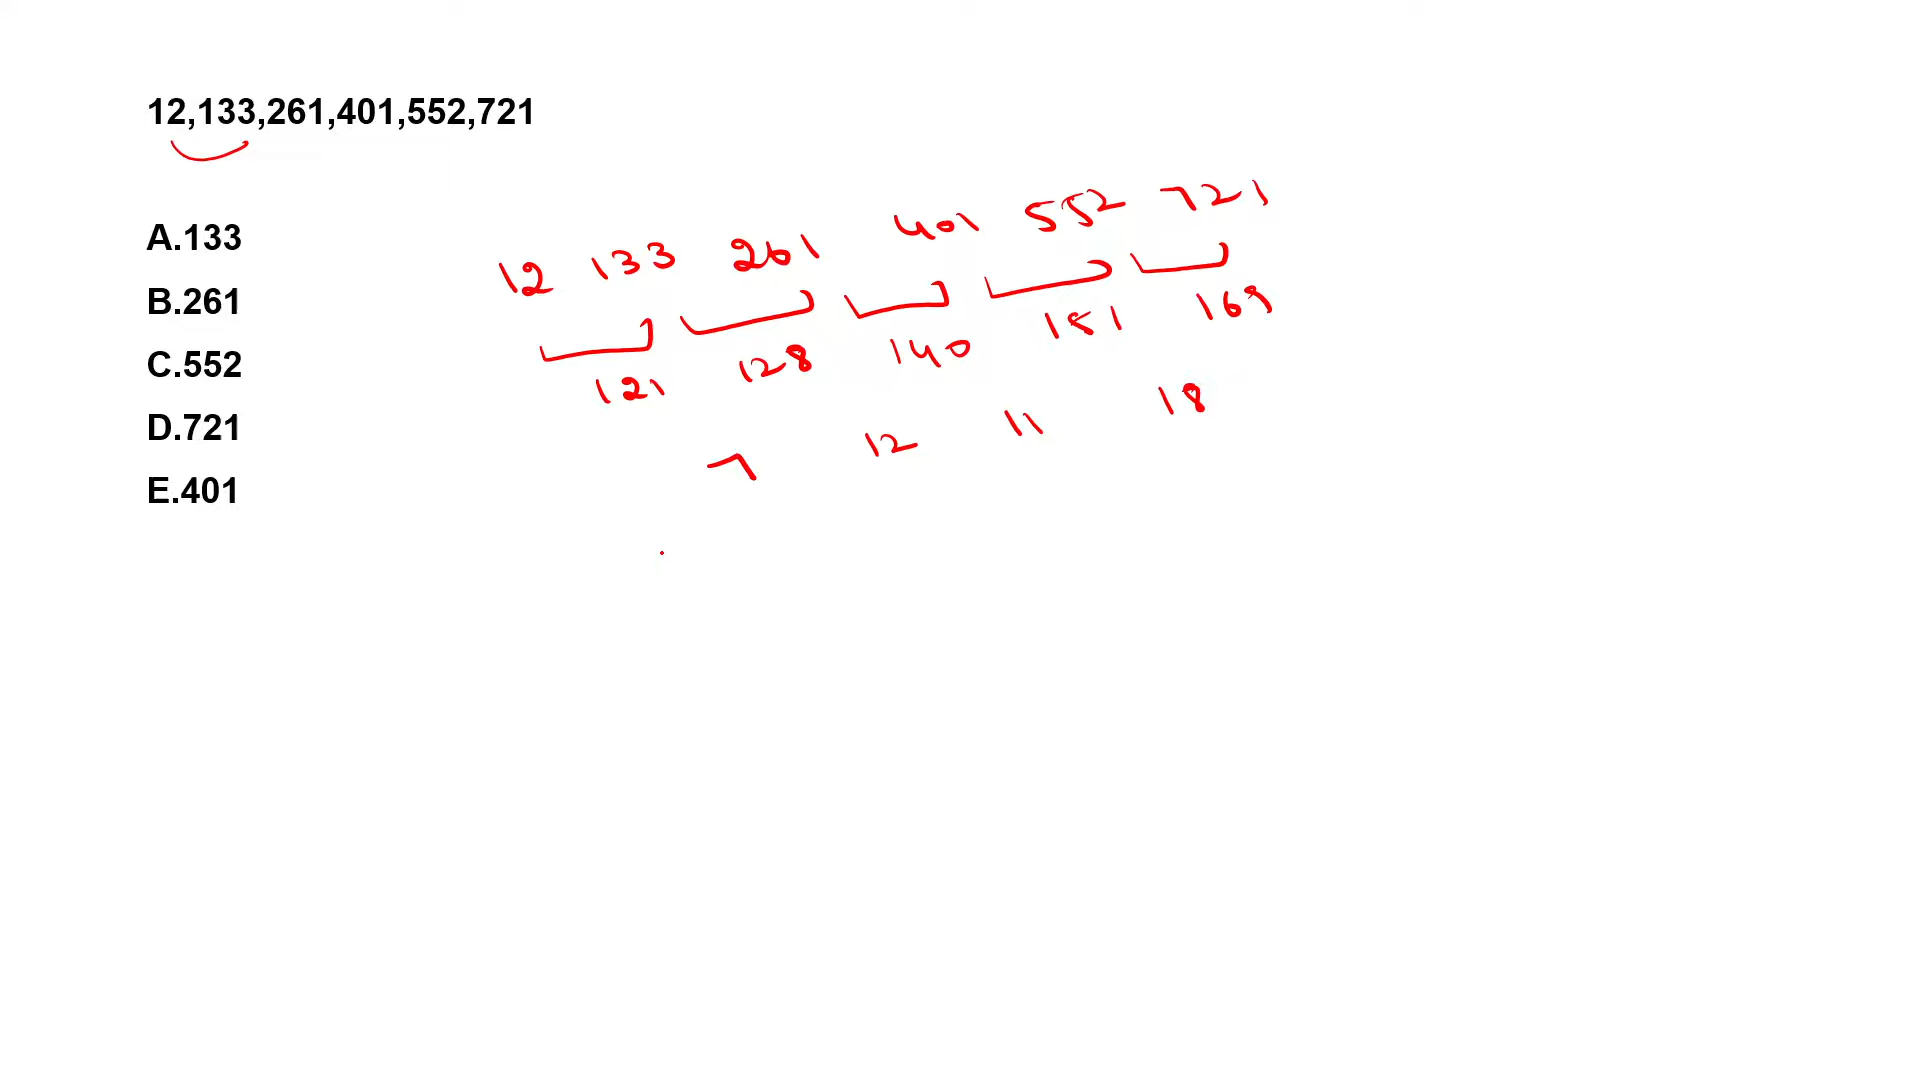 12,133,261,401,552,721
A.133
B.261
C.552
D.721
E.401
12 133 261 401 552 721
121 128 140 151 169
7 12 11 18